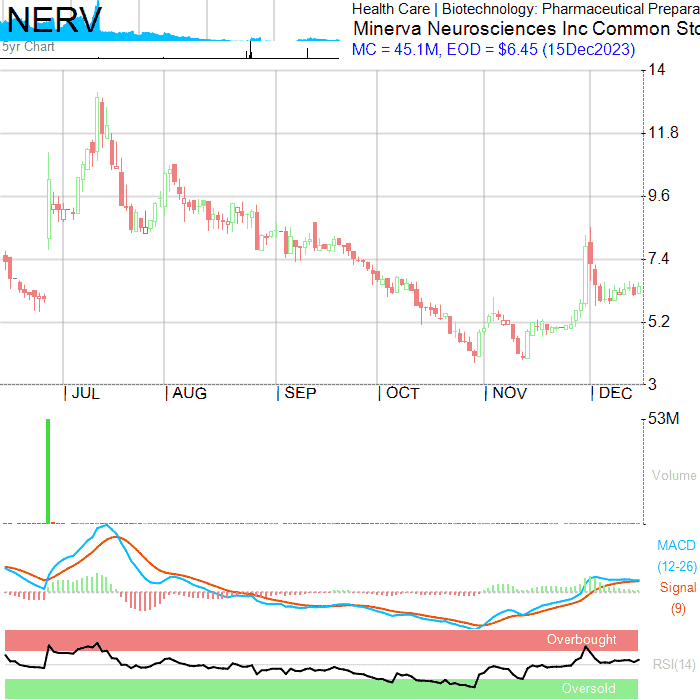 NERV
5yr Chart
Health Care | Biotechnology: Pharmaceutical Prepara
Minerva Neurosciences Inc Common Sto
MC = 45.1M, EOD = $6.45 (15Dec2023)
14
11.8
9.6
7.4
5.2
3
| JUL | AUG | SEP | OCT | NOV | DEC
53M
Volume
MACD
(12-26)
Signal
(9)
Overbought
RSI(14)
Oversold